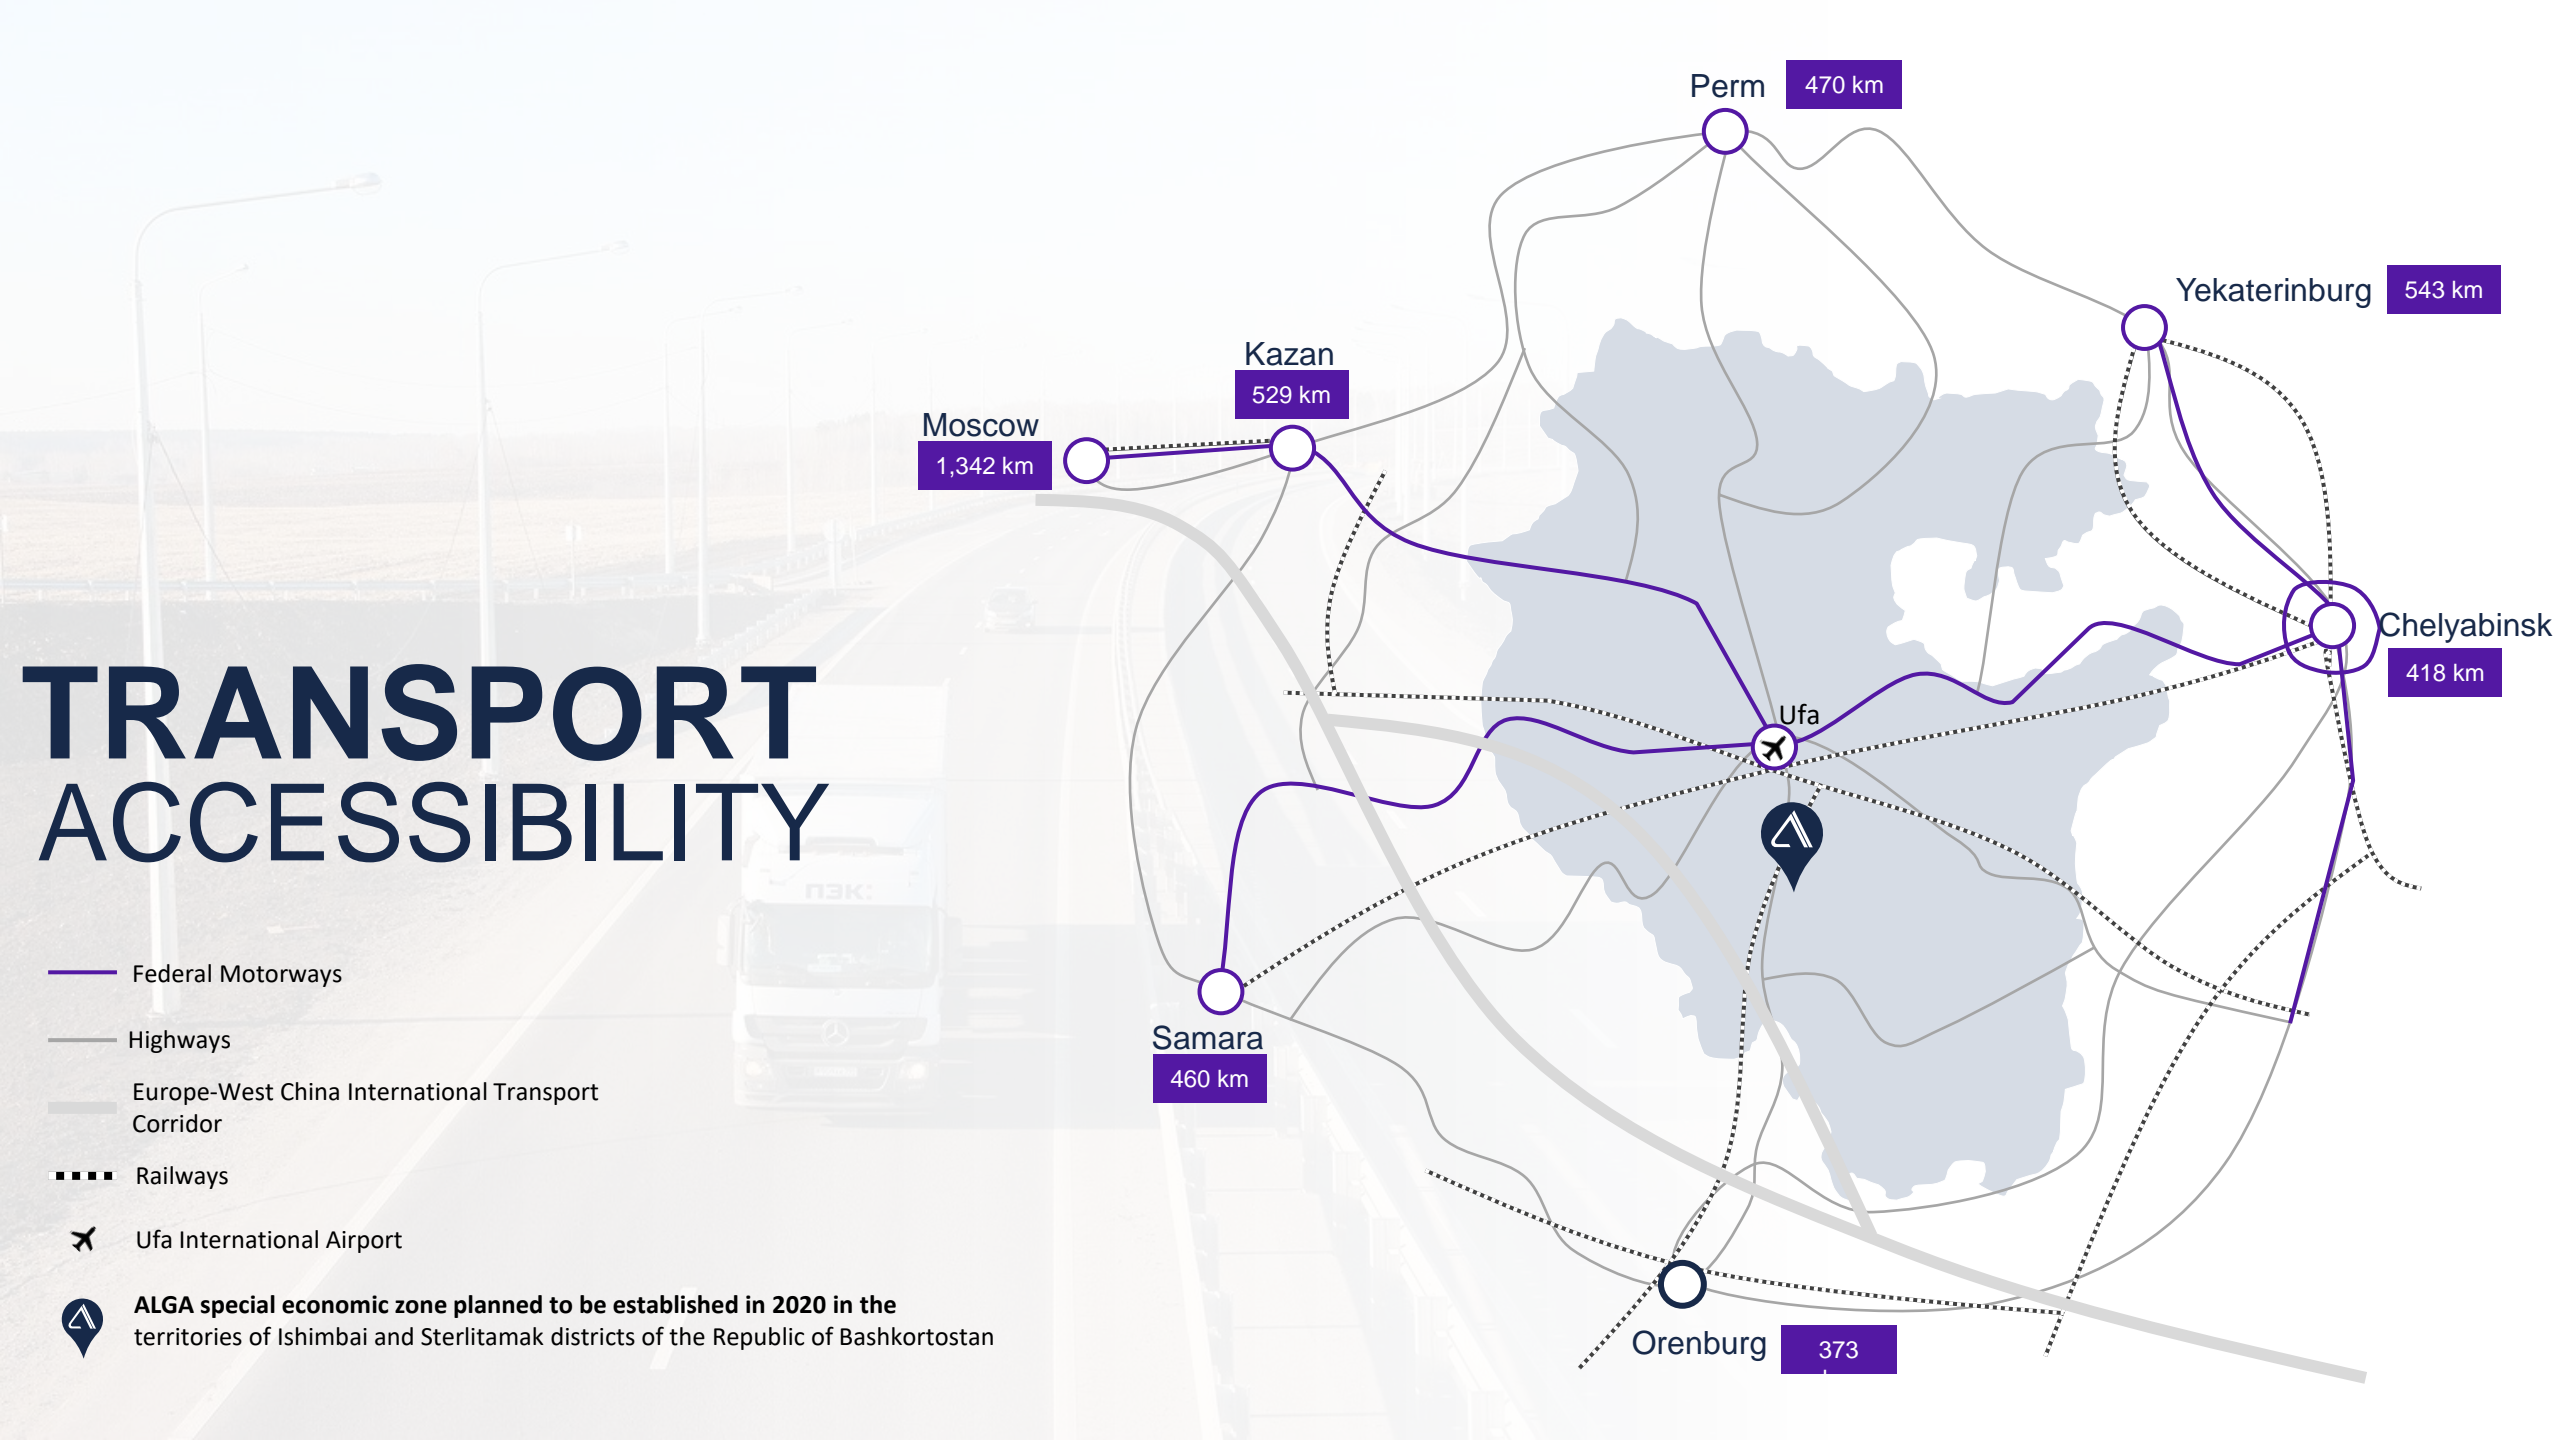 Perm
470 km
Yekaterinburg
543 km
Kazan
529 km
Moscow
1,342 km
Chelyabinsk
418 km
TRANSPORT
ACCESSIBILITY
Ufa
ПЭК:
Federal Motorways
Highways
Samara
460 km
Europe-West China International Transport
Corridor
Railways
Ufa International Airport
ALGA special economic zone planned to be established in 2020 in the
territories of Ishimbai and Sterlitamak districts of the Republic of Bashkortostan
Orenburg
373